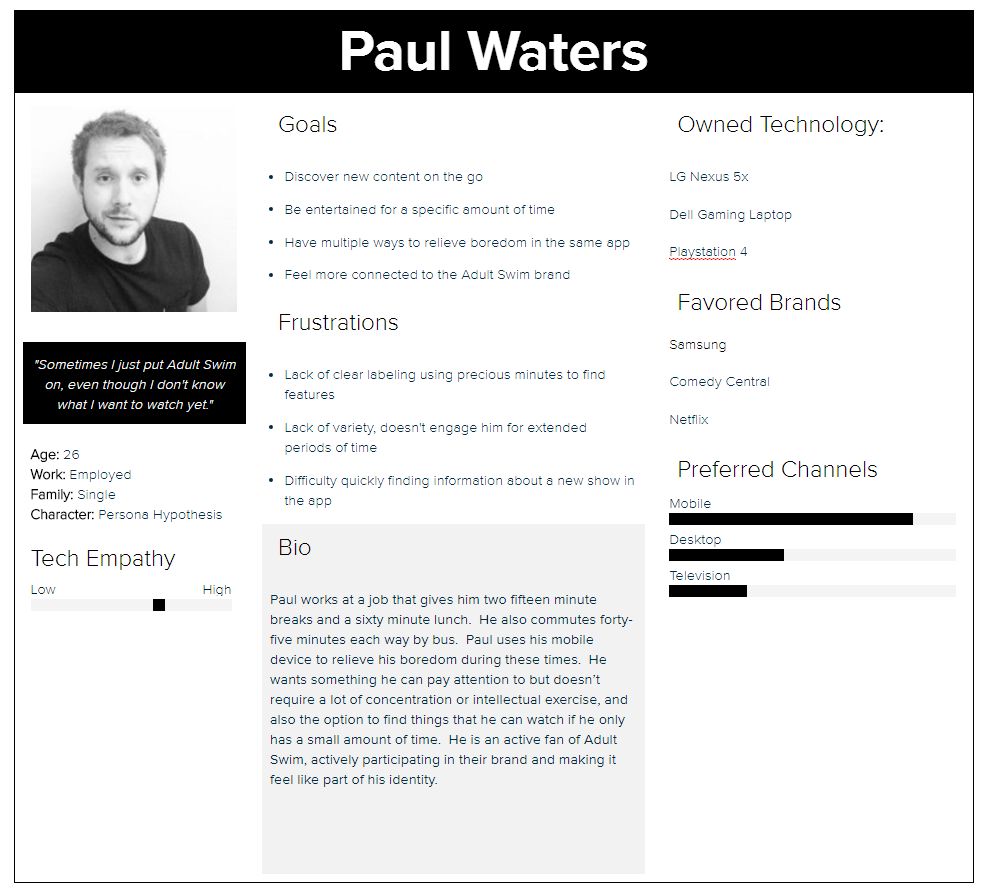 Paul Waters
"Sometimes I just put Adult Swim
on, even though I don't know
what I want to watch yet."
Age: 26
Work: Employed
Family: Single
Character: Persona Hypothesis
Tech Empathy
Low High
Goals
• Discover new content on the go
• Be entertained for a specific amount of time
• Have multiple ways to relieve boredom in the same app
• Feel more connected to the Adult Swim brand
Frustrations
• Lack of clear labeling using precious minutes to find
features
• Lack of variety, doesn't engage him for extended
periods of time
• Difficulty quickly finding information about a new show in
the app
Bio
Paul works at a job that gives him two fifteen minute
breaks and a sixty minute lunch.  He also commutes forty-
five minutes each way by bus.  Paul uses his mobile
device to relieve his boredom during these times.  He
wants something he can pay attention to but doesn’t
require a lot of concentration or intellectual exercise, and
also the option to find things that he can watch if he only
has a small amount of time.  He is an active fan of Adult
Swim, actively participating in their brand and making it
feel like part of his identity.
Owned Technology:
LG Nexus 5x
Dell Gaming Laptop
Playstation 4
Favored Brands
Samsung
Comedy Central
Netflix
Preferred Channels
Mobile
Desktop
Television